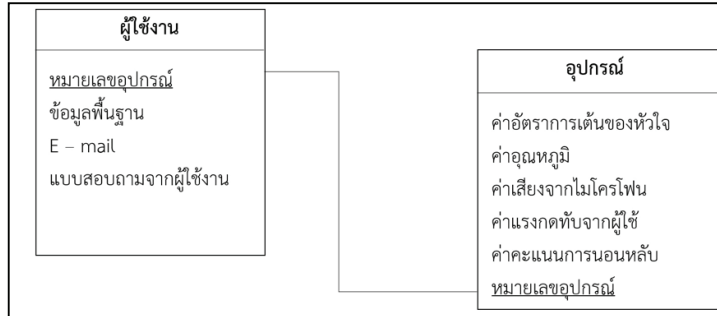 ผู้ใช้งาน
หมายเลขอุปกรณ์
ข้อมูลพื้นฐาน
E – mail
แบบสอบถามจากผู้ใช้งาน
อุปกรณ์
ค่าอัตราการเต้นของหัวใจ
ค่าอุณหภูมิ
ค่าเสียงจากไมโครโฟน
ค่าแรงกดทับจากผู้ใช้
ค่าคะแนนการนอนหลับ
หมายเลขอุปกรณ์